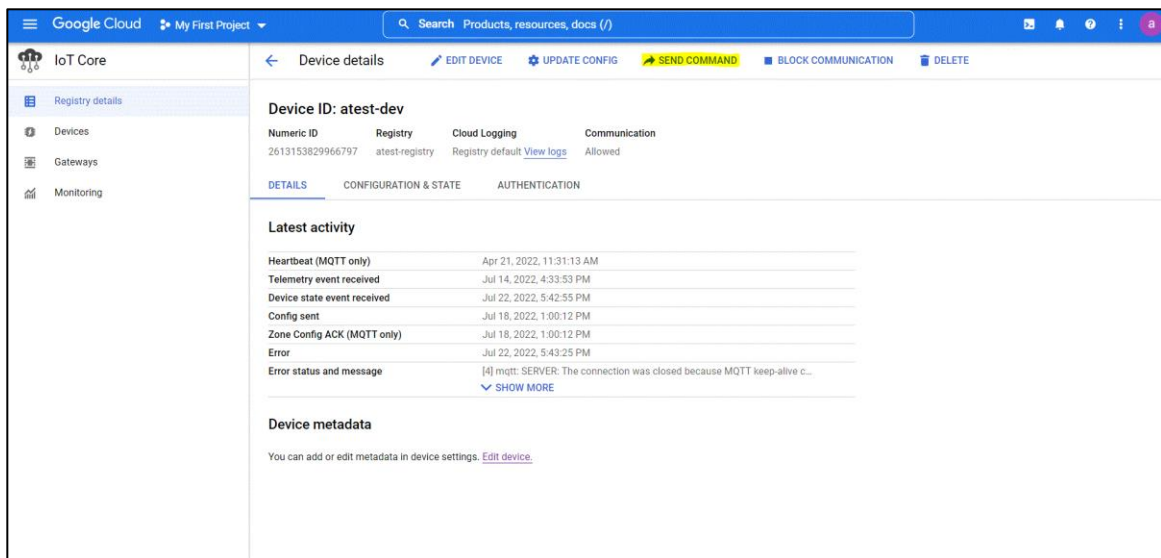 Google Cloud My First Project Search Products, resources, docs (/) a
IoT Core
Registry details
Devices
Gateways
Monitoring
Device details EDIT DEVICE UPDATE CONFIG SEND COMMAND BLOCK COMMUNICATION DELETE
Device ID: atest-dev
Numeric ID Registry Cloud Logging Communication
2613153829966797 atest-registry Registry default View logs Allowed
DETAILS CONFIGURATION & STATE AUTHENTICATION
Latest activity
Heartbeat (MQTT only) Apr 21, 2022, 11:31:13 AM
Telemetry event received Jul 14, 2022, 4:33:53 PM
Device state event received Jul 22, 2022, 5:42:55 PM
Config sent Jul 18, 2022, 1:00:12 PM
Zone Config ACK (MQTT only) Jul 18, 2022, 1:00:12 PM
Error Jul 22, 2022, 5:43:25 PM
Error status and message [4] mqtt: SERVER: The connection was closed because MQTT keep-alive c...
SHOW MORE
Device metadata
You can add or edit metadata in device settings. Edit device.